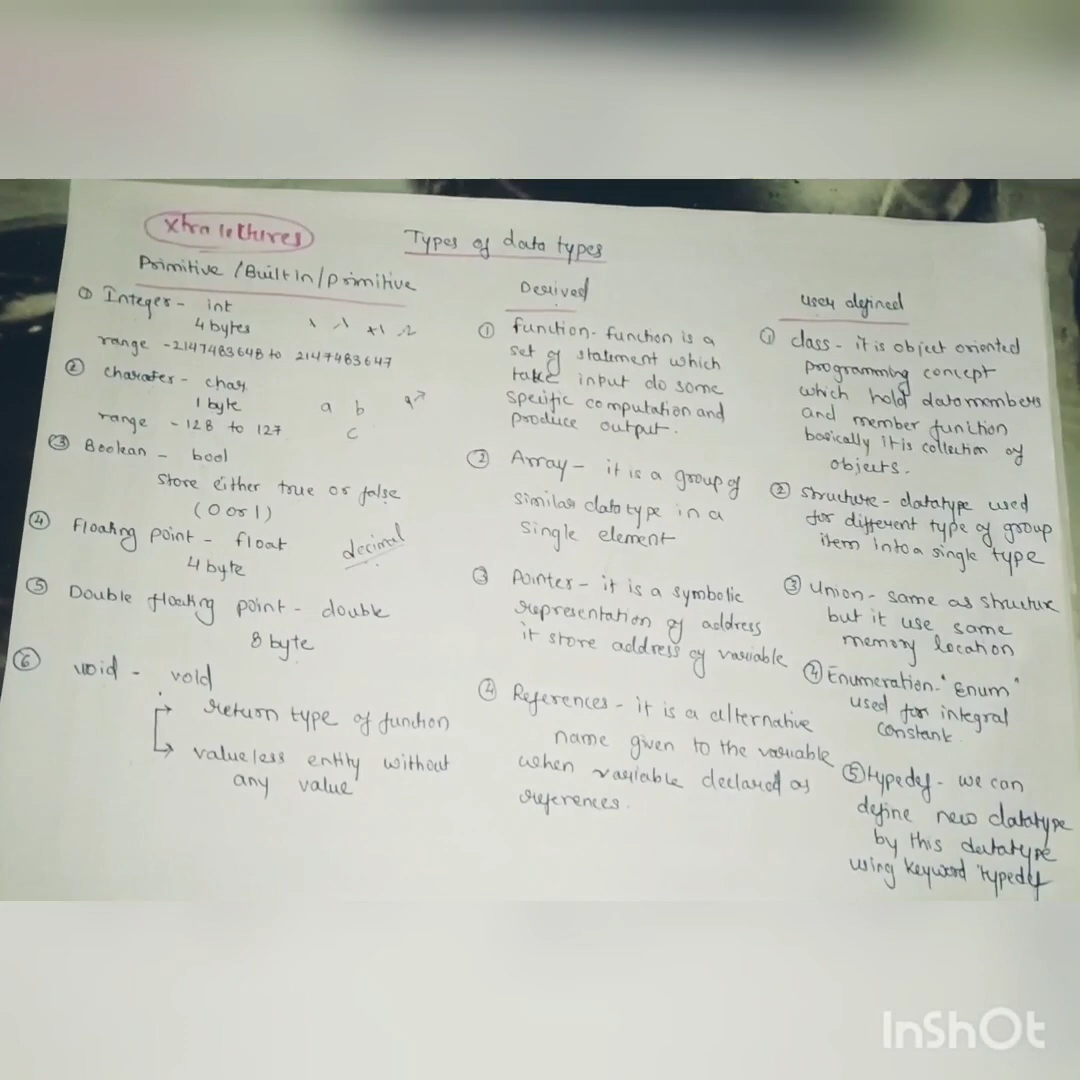 Xtra lectures
Types of data types
Primitive / Built In / primitive
① Integer - int
4 bytes
range -2147483648 to 2147483647
② charater - char
1 byte
a b
c
range -128 to 127
③ Boolean - bool
store either true or false
(0 or 1)
④ Floating point - float
4 byte
decimal
⑤ Double floating point - double
8 byte
⑥ void - void
return type of function
valueless entity without
any value
Derived
① function - function is a
set of statement which
take input do some
specific computation and
produce output.
② Array - it is a group of
similar data type in a
single element
③ Pointer - it is a symbolic
representation of address
it store address of variable
④ References - it is a alternative
name given to the variable
when variable declared as
references.
user defined
① class - it is object oriented
programming concept
which hold datamembers
and member function
basically it is collection of
objects.
② structure - datatype used
for different type of group
item into a single type
③ Union - same as structure
but it use same
memory location
④ Enumeration - "Enum"
used for integral
constant.
⑤ typedef - we can
define new datatype
by this datatype
using keyword 'typedef
InShOt